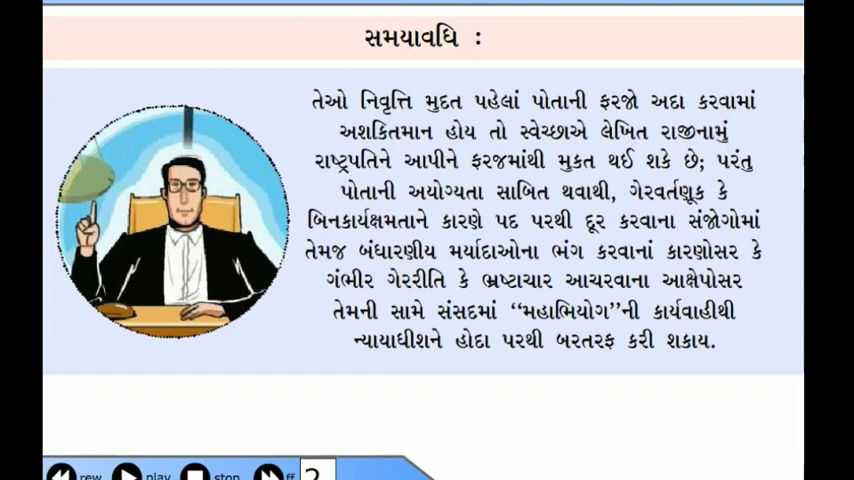 સમયાવધિ :
તેઓ નિવૃત્તિ મુદત પહેલાં પોતાની ફરજો અદા કરવામાં
અશકિતમાન હોય તો સ્વેચ્છાએ લેખિત રાજીનામું
રાષ્ટ્રપતિને આપીને ફરજમાંથી મુકત થઈ શકે છે; પરંતુ
પોતાની અયોગ્યતા સાબિત થવાથી, ગેરવર્તણૂક કે
બિનકાર્યક્ષમતાને કારણે પદ પરથી દૂર કરવાના સંજોગોમાં
તેમજ બંધારણીય મર્યાદાઓના ભંગ કરવાનાં કારણોસર કે
ગંભીર ગેરરીતિ કે ભ્રષ્ટાચાર આચરવાના આક્ષેપોસર
તેમની સામે સંસદમાં “મહાભિયોગ”ની કાર્યવાહીથી
ન્યાયાધીશને હોદા પરથી બરતરફ કરી શકાય.
rew play stop ff 2